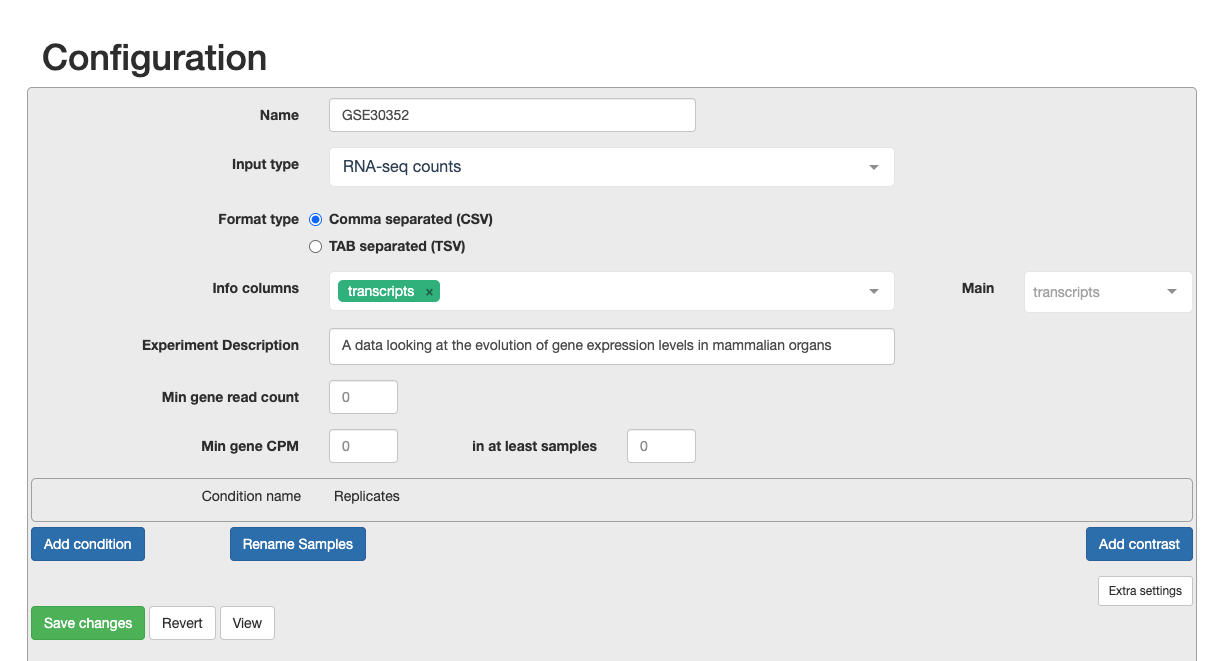 Configuration
Name GSE30352
Input type RNA-seq counts
Format type Comma separated (CSV)
TAB separated (TSV)
Info columns transcripts × Main transcripts
Experiment Description A data looking at the evolution of gene expression levels in mammalian organs
Min gene read count 0
Min gene CPM 0 in at least samples 0
Condition name Replicates
Add condition Rename Samples Add contrast
Extra settings
Save changes Revert View